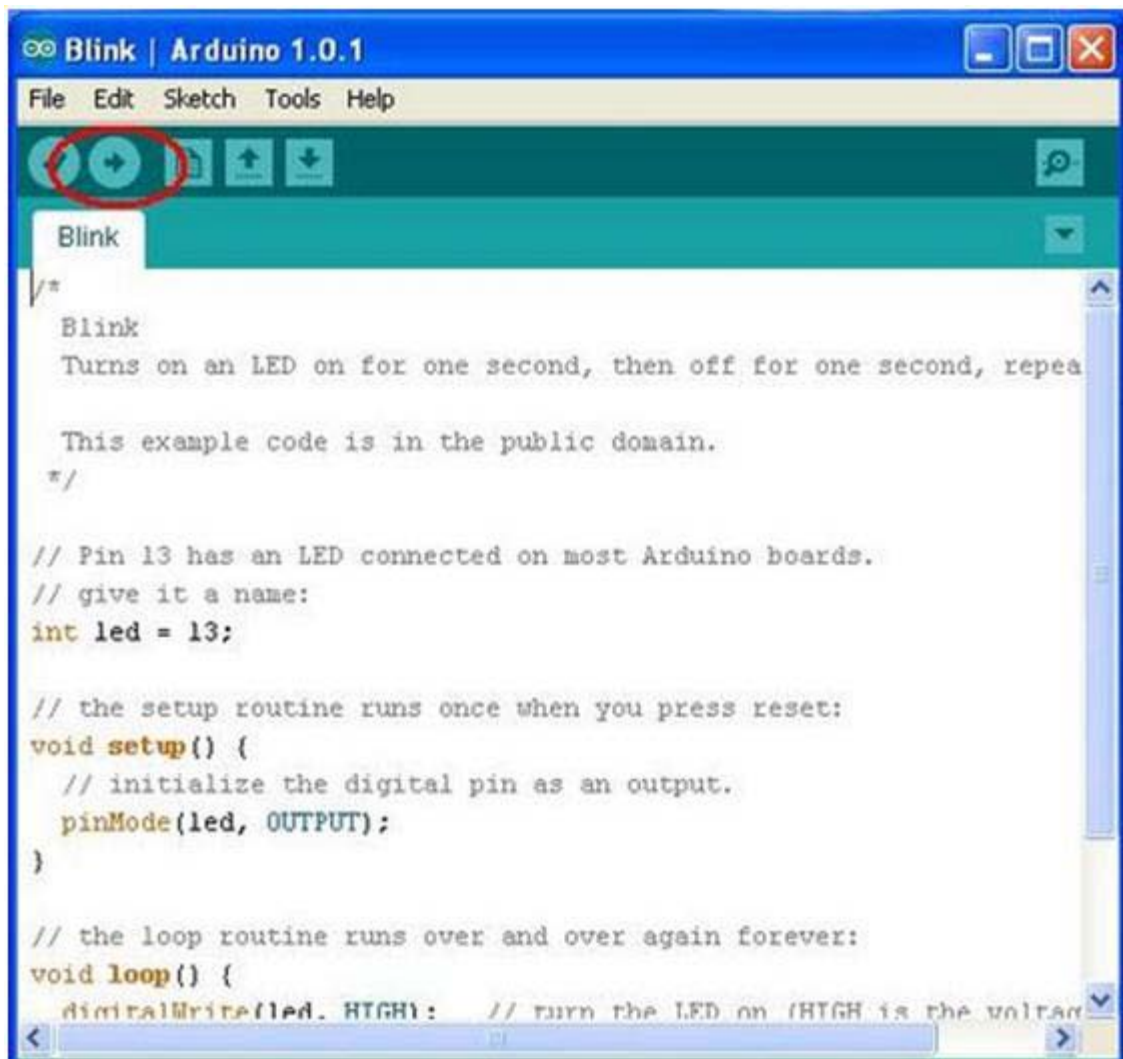 Blink | Arduino 1.0.1
File Edit Sketch Tools Help
Blink
/*
  Blink
  Turns on an LED on for one second, then off for one second, repea

  This example code is in the public domain.
 */

// Pin 13 has an LED connected on most Arduino boards.
// give it a name:
int led = 13;

// the setup routine runs once when you press reset:
void setup() {
  // initialize the digital pin as an output.
  pinMode(led, OUTPUT);
}

// the loop routine runs over and over again forever:
void loop() {
  digitalWrite(led, HIGH);   // turn the LED on (HIGH is the voltag